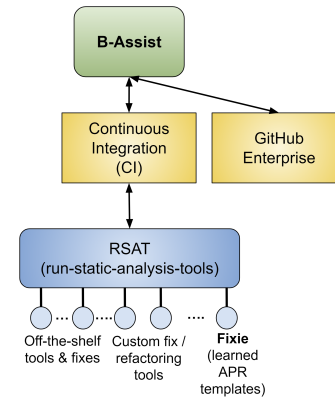 B-Assist
Continuous
Integration
(CI)
GitHub
Enterprise
RSAT
(run-static-analysis-tools)
... .... ....
Off-the-shelf
tools & fixes
Custom fix /
refactoring
tools
Fixie
(learned
APR
templates)